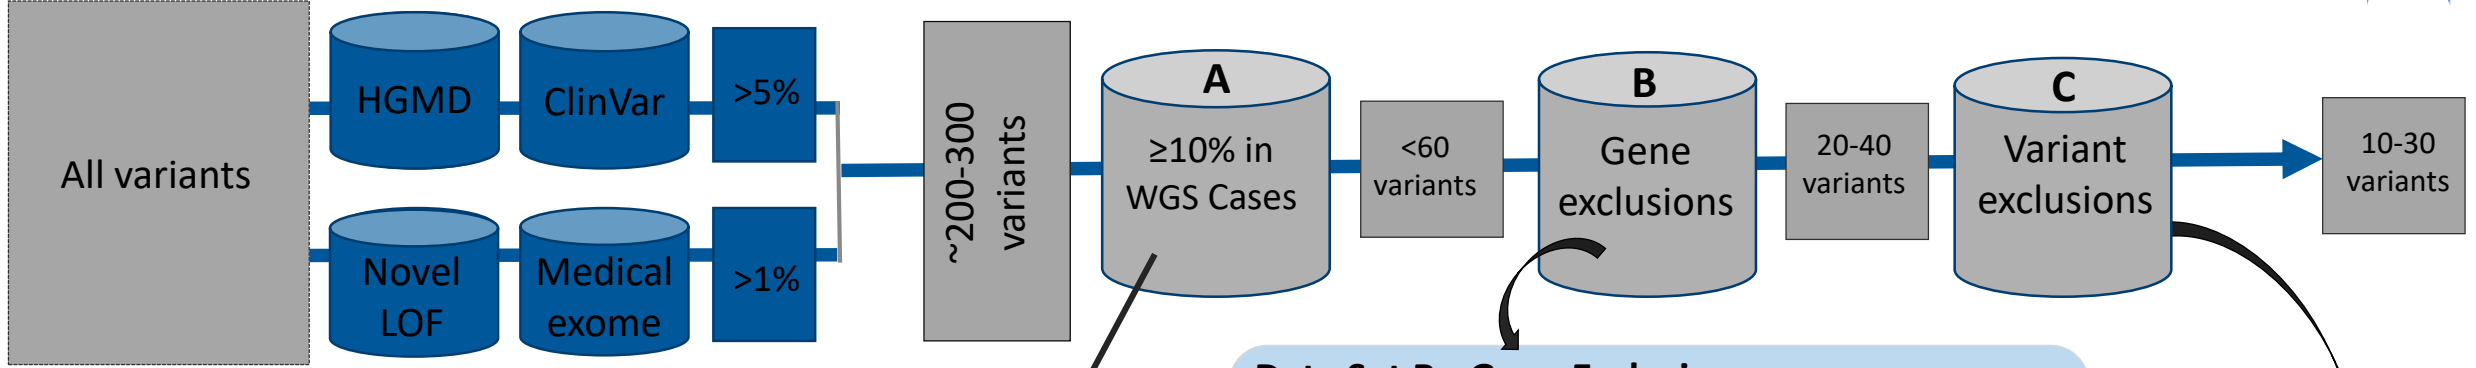 All variants
HGMD
ClinVar
>5%
Novel
LOF
Medical
exome
>1%
~200-300
variants
A
≥10% in
WGS Cases
<60
variants
B
Gene
exclusions
20-40
variants
C
Variant
exclusions
10-30
variants